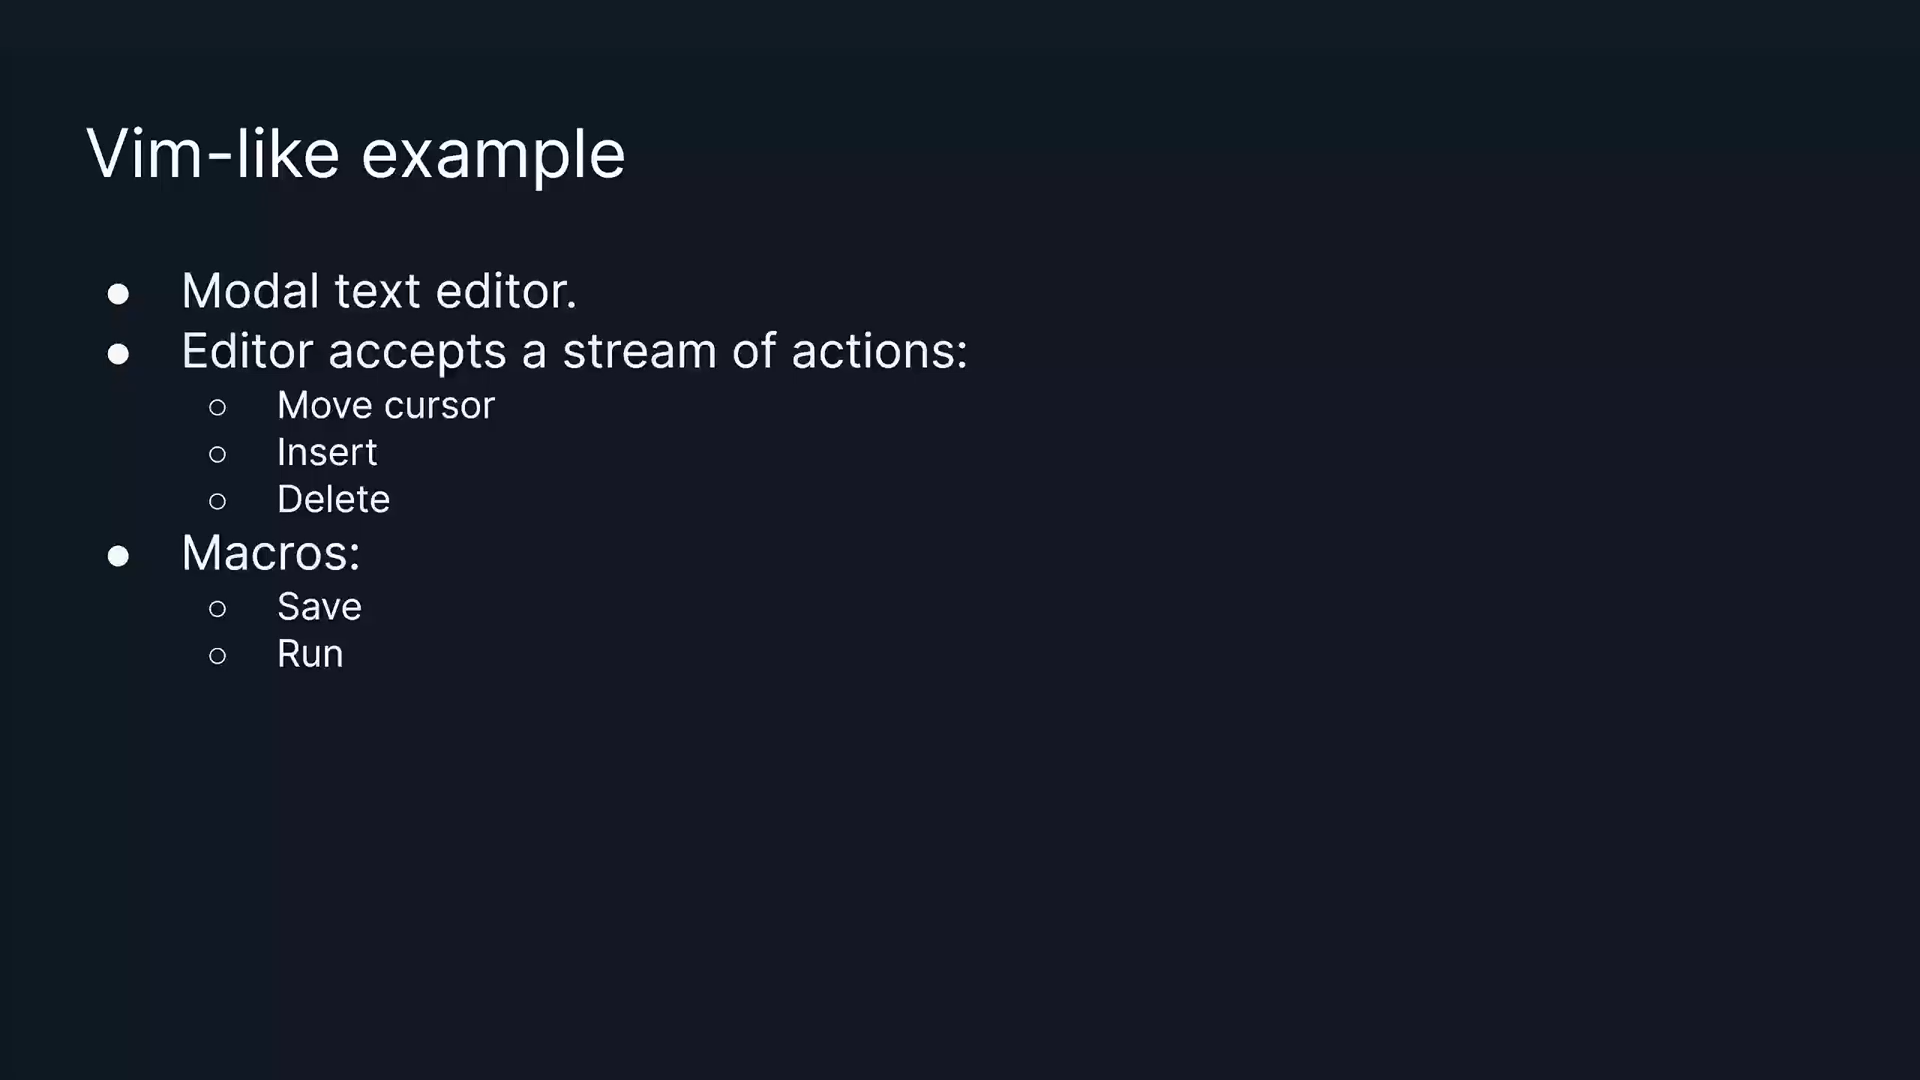 Vim-like example
● Modal text editor.
● Editor accepts a stream of actions:
○ Move cursor
○ Insert
○ Delete
● Macros:
○ Save
○ Run